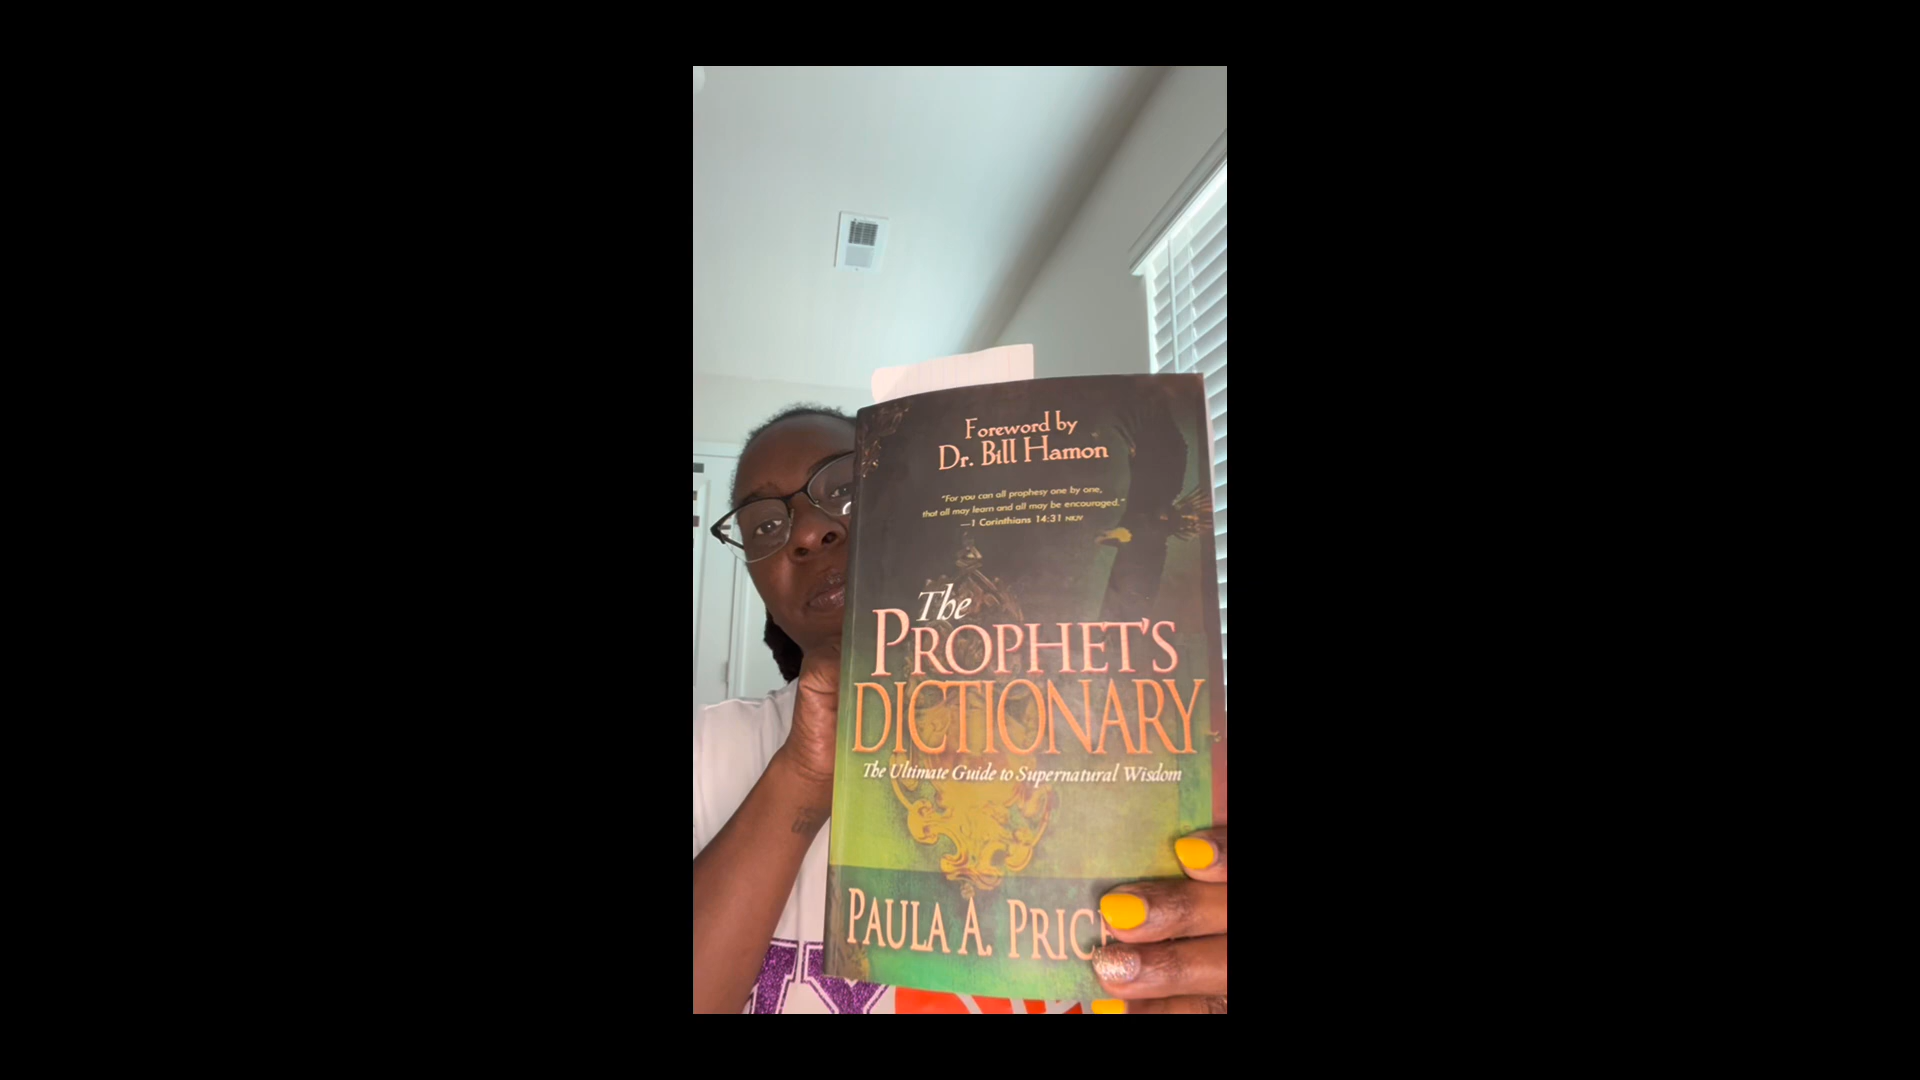 Foreword by
Dr. Bill Hamon
"For you can all prophesy one by one,
that all may learn and all may be encouraged."
—1 Corinthians 14:31 NKJV
The
PROPHET'S
DICTIONARY
The Ultimate Guide to Supernatural Wisdom
PAULA A. PRICE